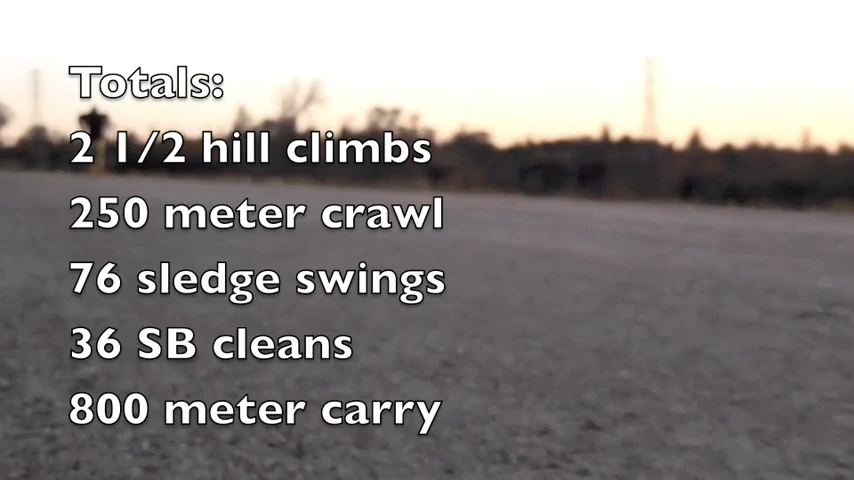 Totals:
2 1/2 hill climbs
250 meter crawl
76 sledge swings
36 SB cleans
800 meter carry